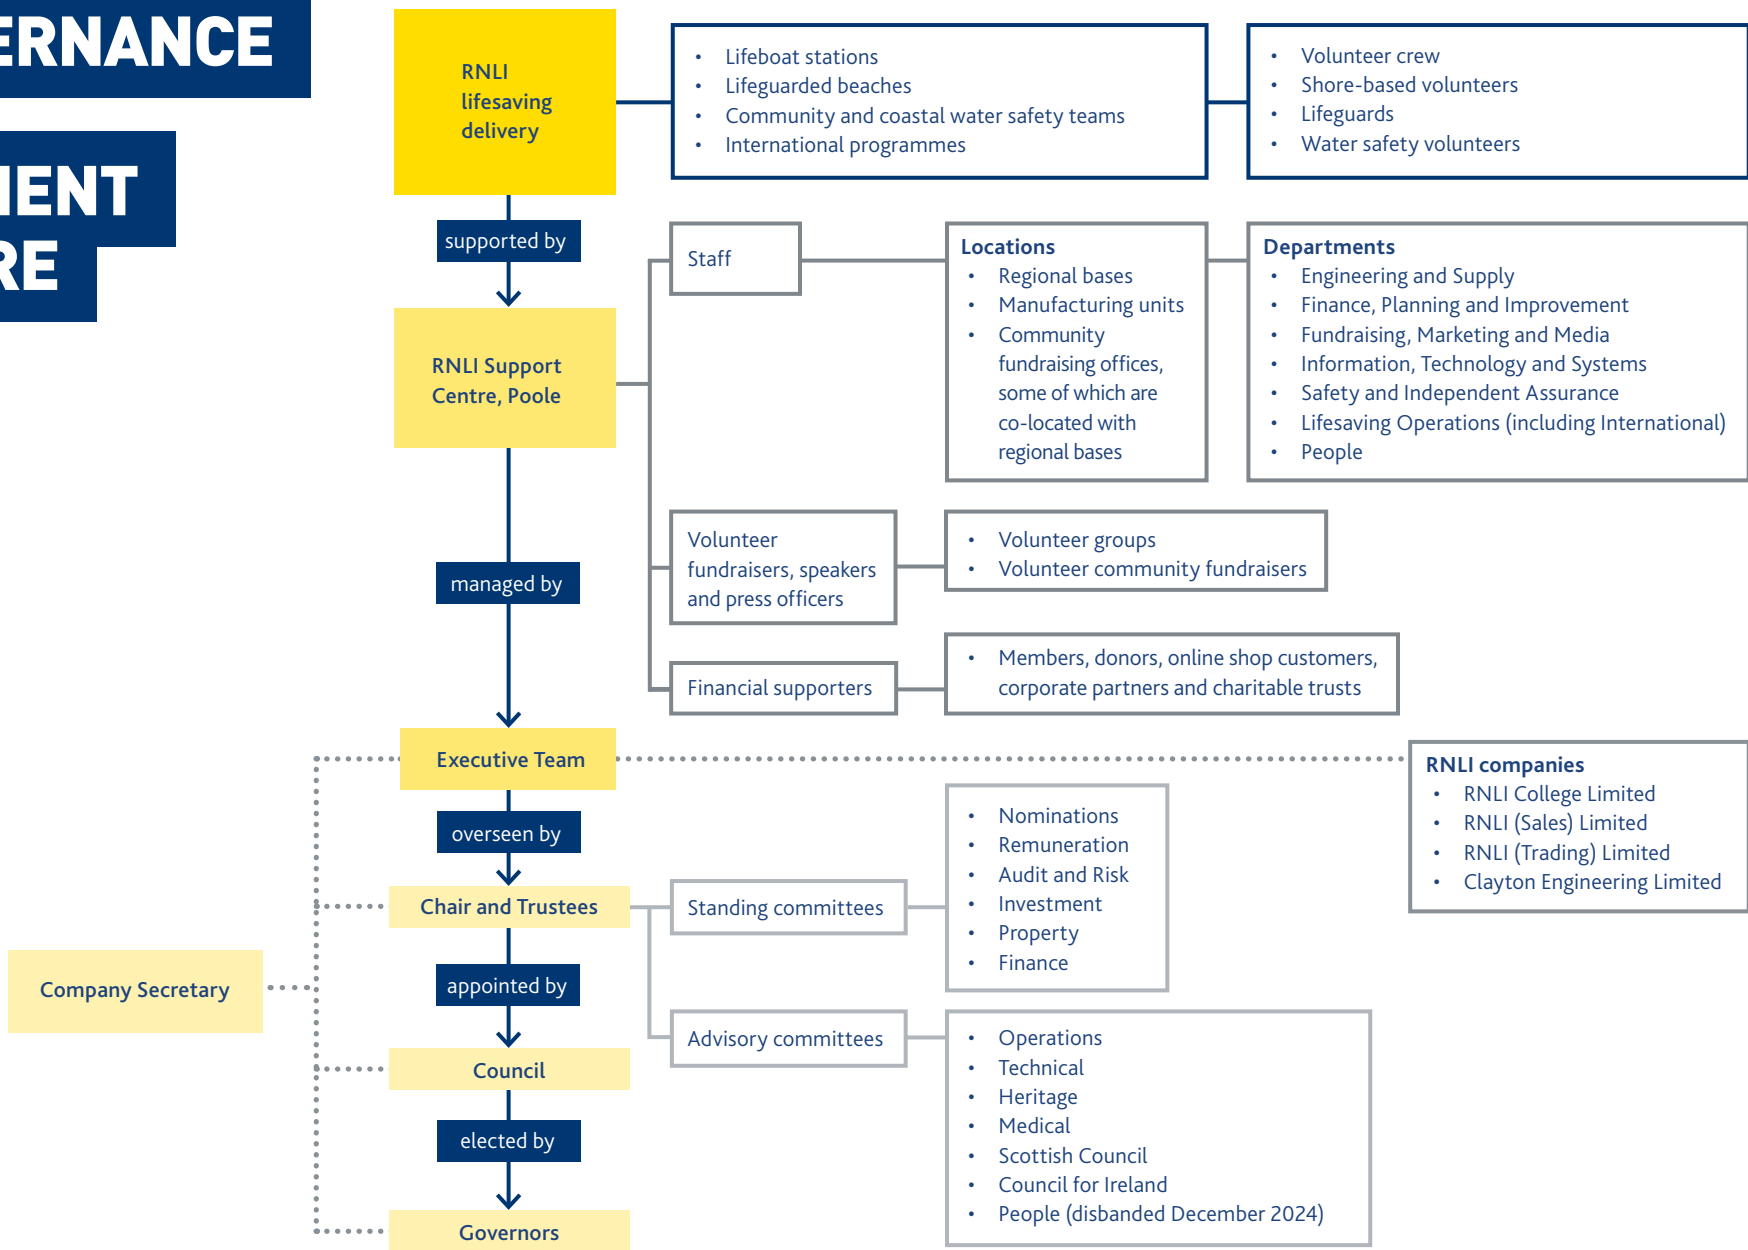 ERNANCE
MENT
RE
RNLI
lifesaving
delivery
• Lifeboat stations
• Lifeguarded beaches
• Community and coastal water safety teams
• International programmes
• Volunteer crew
• Shore-based volunteers
• Lifeguards
• Water safety volunteers
supported by
RNLI Support
Centre, Poole
Staff
Locations
• Regional bases
• Manufacturing units
• Community
fundraising offices,
some of which are
co-located with
regional bases
Departments
• Engineering and Supply
• Finance, Planning and Improvement
• Fundraising, Marketing and Media
• Information, Technology and Systems
• Safety and Independent Assurance
• Lifesaving Operations (including International)
• People
Volunteer
fundraisers, speakers
and press officers
• Volunteer groups
• Volunteer community fundraisers
Financial supporters
• Members, donors, online shop customers,
corporate partners and charitable trusts
managed by
Executive Team
RNLI companies
• RNLI College Limited
• RNLI (Sales) Limited
• RNLI (Trading) Limited
• Clayton Engineering Limited
overseen by
Chair and Trustees
Standing committees
• Nominations
• Remuneration
• Audit and Risk
• Investment
• Property
• Finance
Company Secretary
appointed by
Advisory committees
• Operations
• Technical
• Heritage
• Medical
• Scottish Council
• Council for Ireland
• People (disbanded December 2024)
Council
elected by
Governors